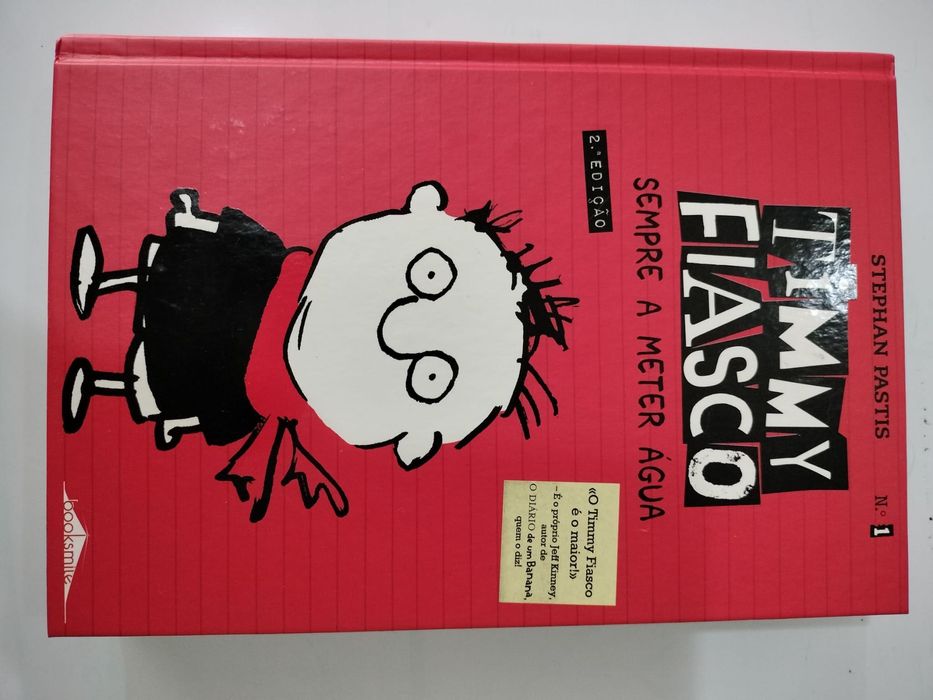 STEPHAN PASTIS
N.º 1
TIMMY
FIASCO
SEMPRE A METER ÁGUA
2.ª EDIÇÃO
«O Timmy Fiasco
é o maior!»
– É o próprio Jeff Kinney,
autor de
O DIÁRIO de um Banana,
quem o diz!
booksmile